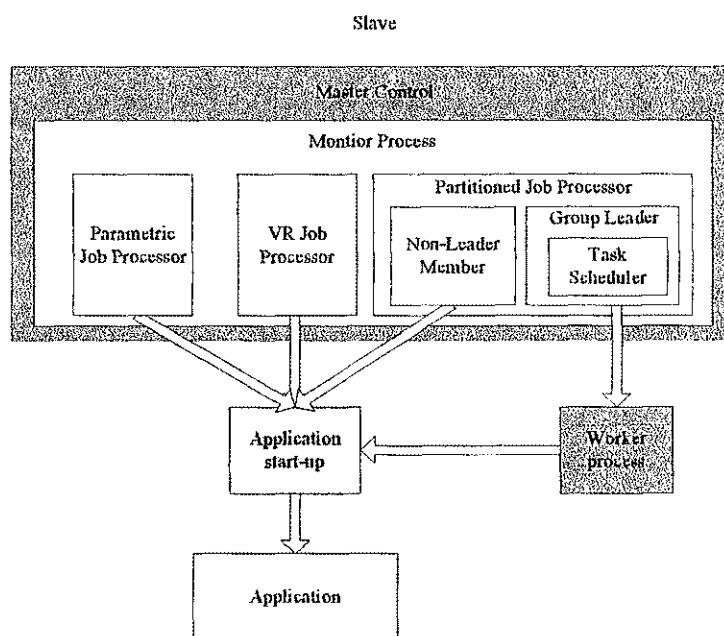 Slave
Master Control
Montior Process
Parametric
Job Processor
VR Job
Processor
Partitioned Job Processor
Non-Leader
Member
Group Leader
Task
Scheduler
Application
start-up
Worker
process
Application